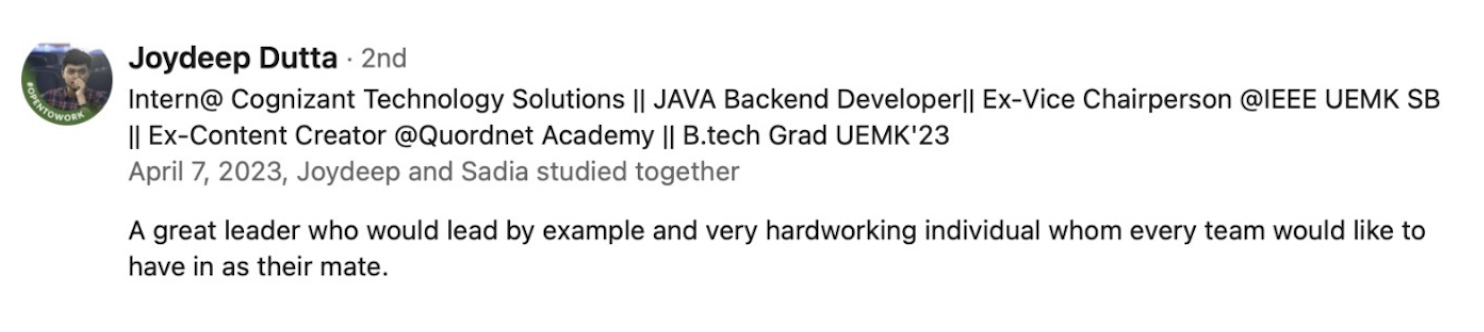 Joydeep Dutta · 2nd
Intern@ Cognizant Technology Solutions || JAVA Backend Developer|| Ex-Vice Chairperson @IEEE UEMK SB
|| Ex-Content Creator @Quordnet Academy || B.tech Grad UEMK'23
April 7, 2023, Joydeep and Sadia studied together
A great leader who would lead by example and very hardworking individual whom every team would like to
have in as their mate.
#OPENTOWORK